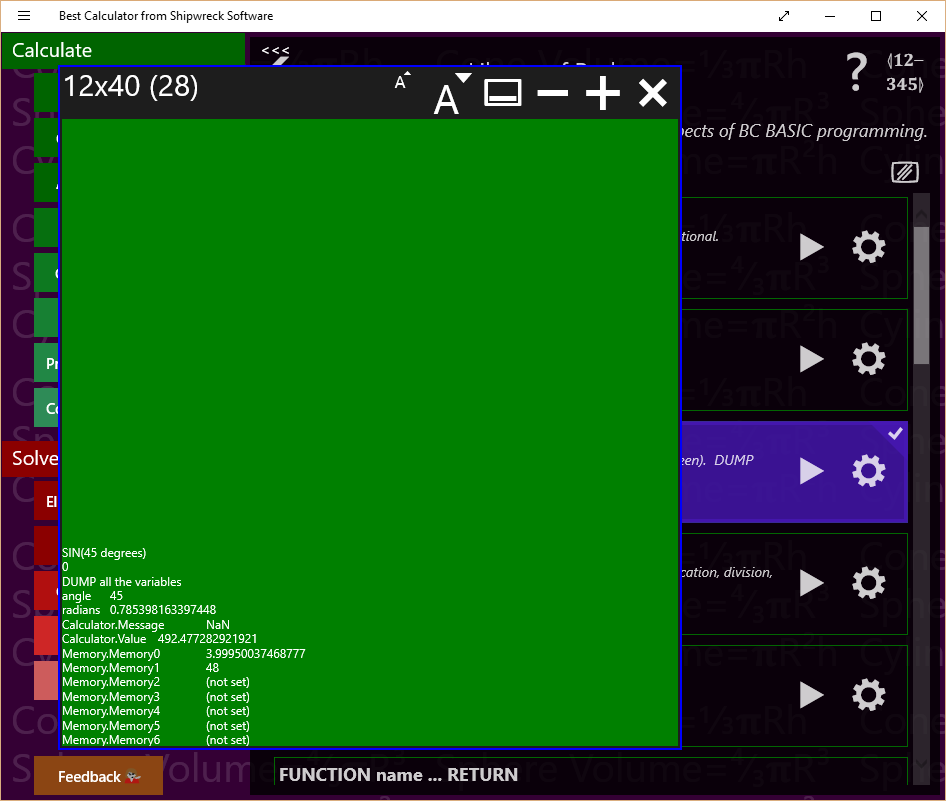 Best Calculator from Shipwreck Software
Calculate
<<<
12x40 (28)
A
A
?
(12–
345)
pects of BC BASIC programming.
tional.
Pr
Co
Solve
El
een). DUMP
cation, division,
SIN(45 degrees)
0
DUMP all the variables
angle 45
radians 0.785398163397448
Calculator.Message NaN
Calculator.Value 492.477282921921
Memory.Memory0 3.99950037468777
Memory.Memory1 48
Memory.Memory2 (not set)
Memory.Memory3 (not set)
Memory.Memory4 (not set)
Memory.Memory5 (not set)
Memory.Memory6 (not set)
Feedback
FUNCTION name ... RETURN